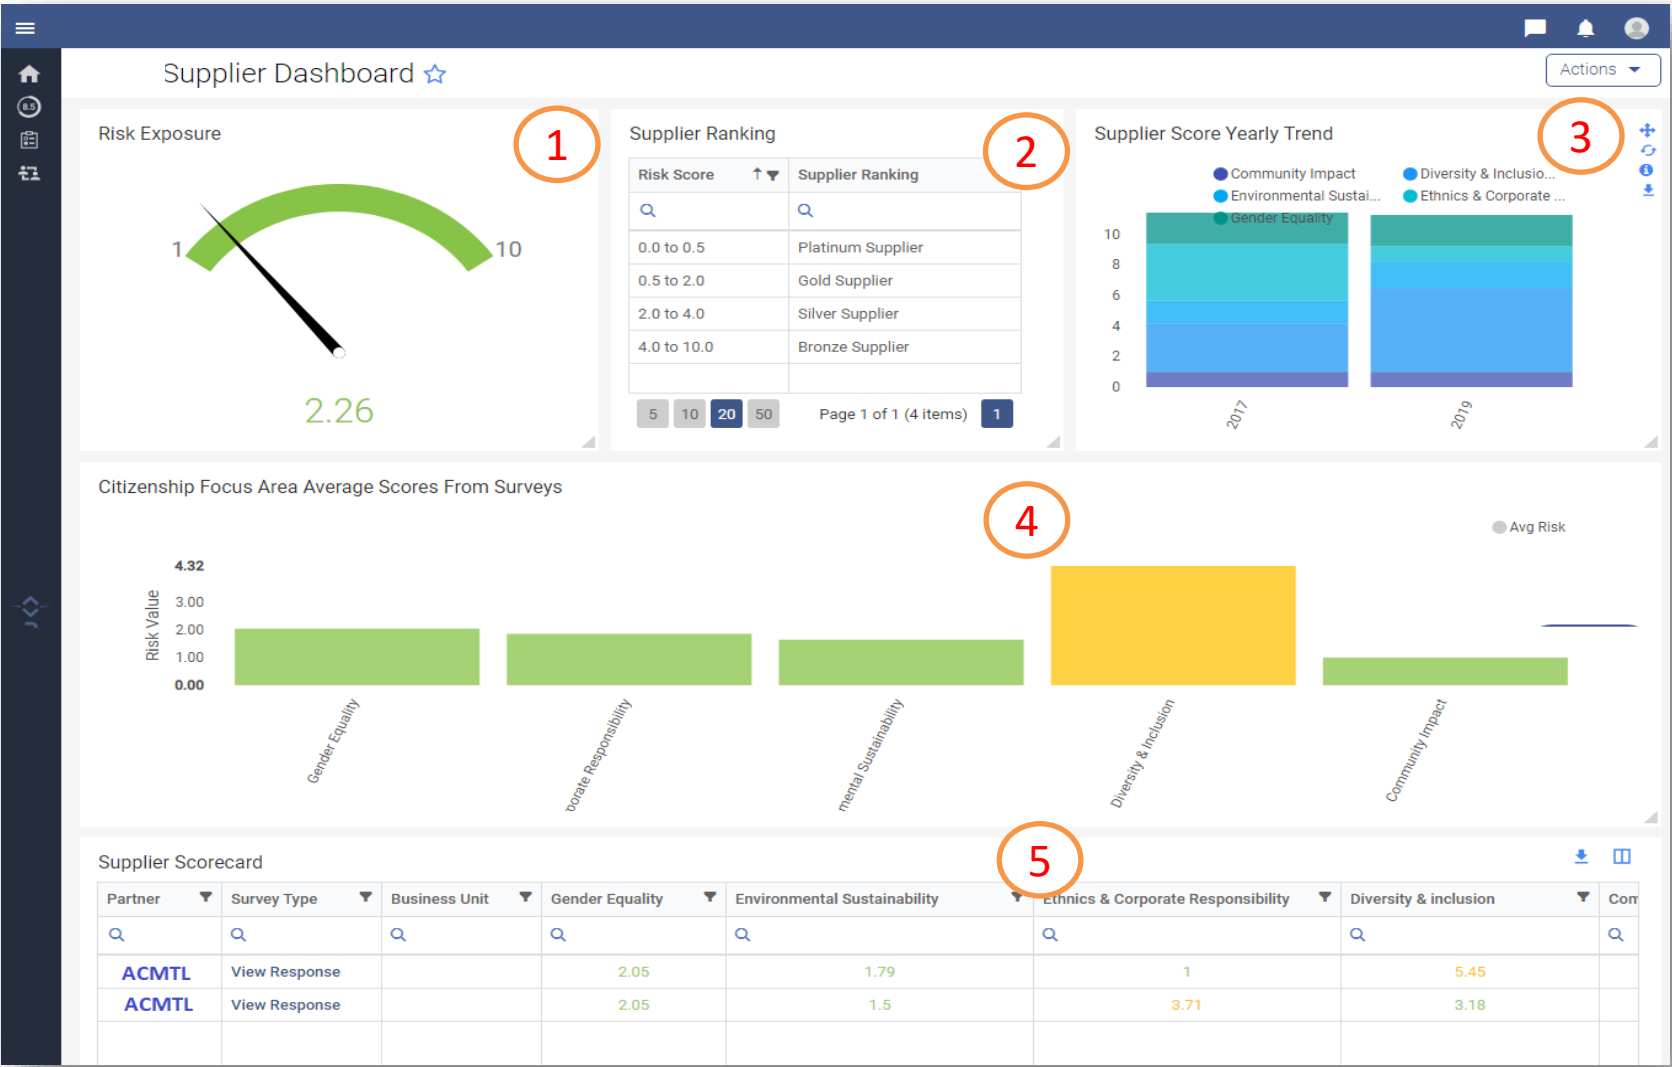 Supplier Dashboard
Actions
8.5
Risk Exposure
1
1
10
2.26
Supplier Ranking
2
Risk Score Supplier Ranking
0.0 to 0.5 Platinum Supplier
0.5 to 2.0 Gold Supplier
2.0 to 4.0 Silver Supplier
4.0 to 10.0 Bronze Supplier
5 10 20 50 Page 1 of 1 (4 items) 1
Supplier Score Yearly Trend
3
Community Impact Diversity & Inclusio...
Environmental Sustai... Ethnics & Corporate ...
Gender Equality
10
8
6
4
2
0
2017 2019
Citizenship Focus Area Average Scores From Surveys
4
Avg Risk
Risk Value
4.32
3.00
2.00
1.00
0.00
Gender Equality
porate Responsibility
mental Sustainability
Diversity & Inclusion
Community Impact
Supplier Scorecard
5
Partner Survey Type Business Unit Gender Equality Environmental Sustainability Ethnics & Corporate Responsibility Diversity & inclusion Com
ACMTL View Response 2.05 1.79 1 5.45
ACMTL View Response 2.05 1.5 3.71 3.18